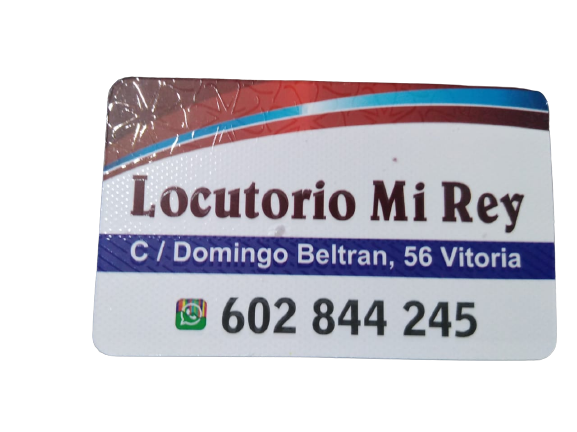 Locutorio Mi Rey
C / Domingo Beltran, 56 Vitoria
602 844 245